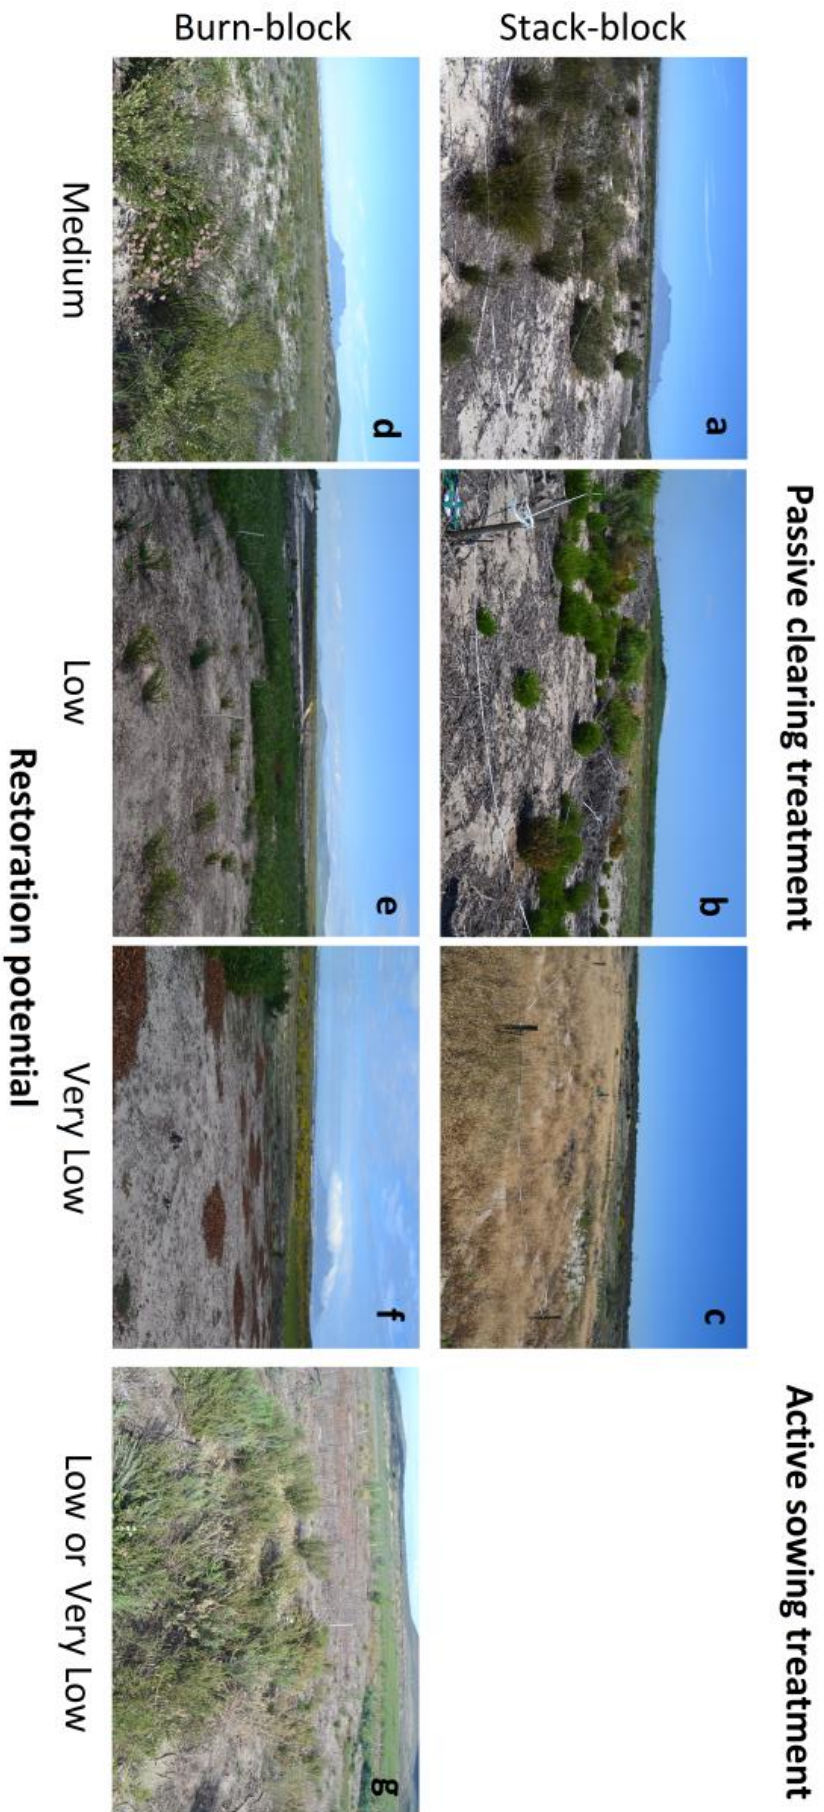 Passive clearing treatment
Active sowing treatment
Stack-block
a
b
c
Burn-block
d
e
f
g
Medium
Low
Very Low
Low or Very Low
Restoration potential